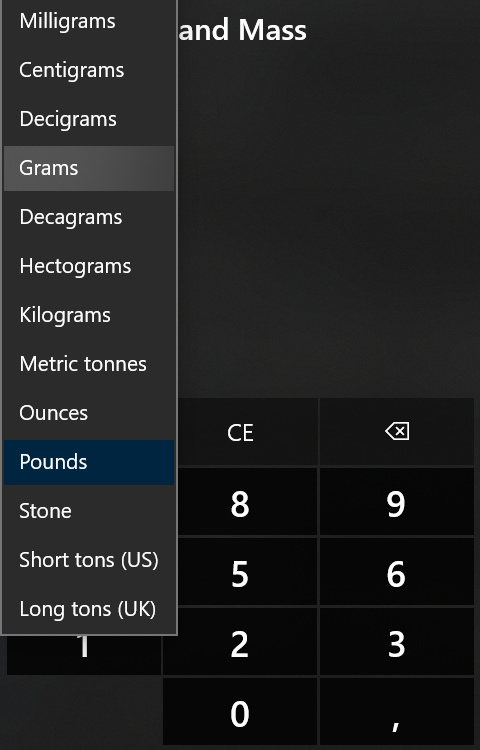 and Mass
Milligrams
Centigrams
Decigrams
Grams
Decagrams
Hectograms
Kilograms
Metric tonnes
Ounces
Pounds
Stone
Short tons (US)
Long tons (UK)
CE
8 9
5 6
1 2 3
0 ,